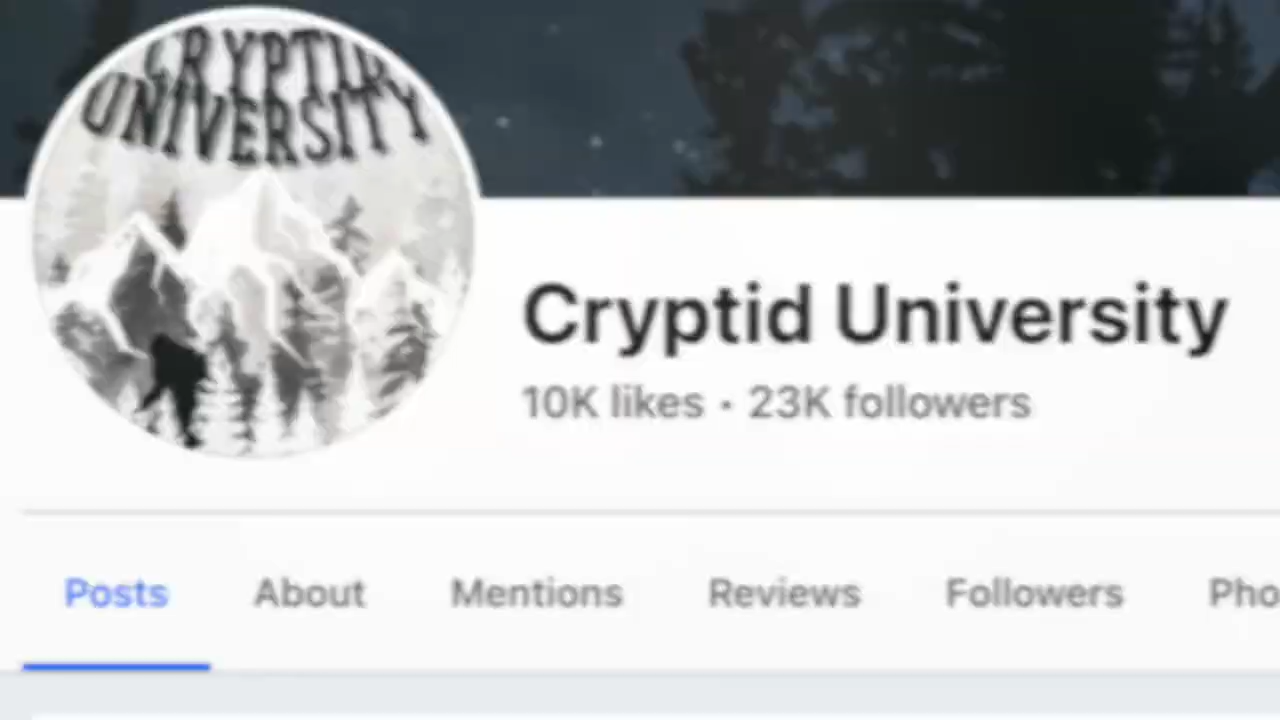 CRYPTID
UNIVERSITY
Cryptid University
10K likes · 23K followers
Posts About Mentions Reviews Followers